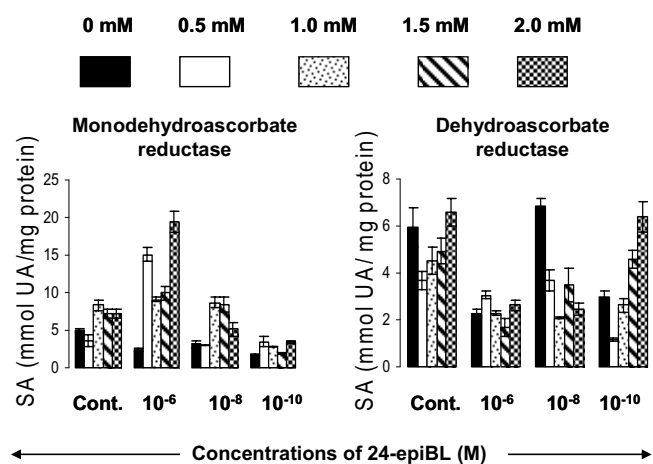 0 mM 0.5 mM 1.0 mM 1.5 mM 2.0 mM
Monodehydroascorbate
reductase
SA (mmol UA/mg protein)
25
20
15
10
5
0
Cont. 10⁻⁶ 10⁻⁸ 10⁻¹⁰
Dehydroascorbate
reductase
SA (mmol UA/mg protein)
8
6
4
2
0
Cont. 10⁻⁶ 10⁻⁸ 10⁻¹⁰
Concentrations of 24-epiBL (M)